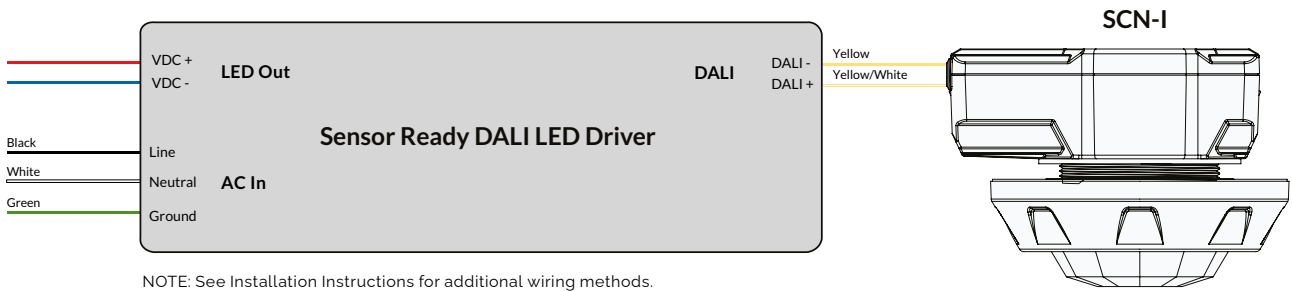 SCN-I
VDC +
VDC -
LED Out
DALI
DALI -
DALI +
Yellow
Yellow/White
Sensor Ready DALI LED Driver
Black
White
Green
Line
Neutral
Ground
AC In
NOTE: See Installation Instructions for additional wiring methods.